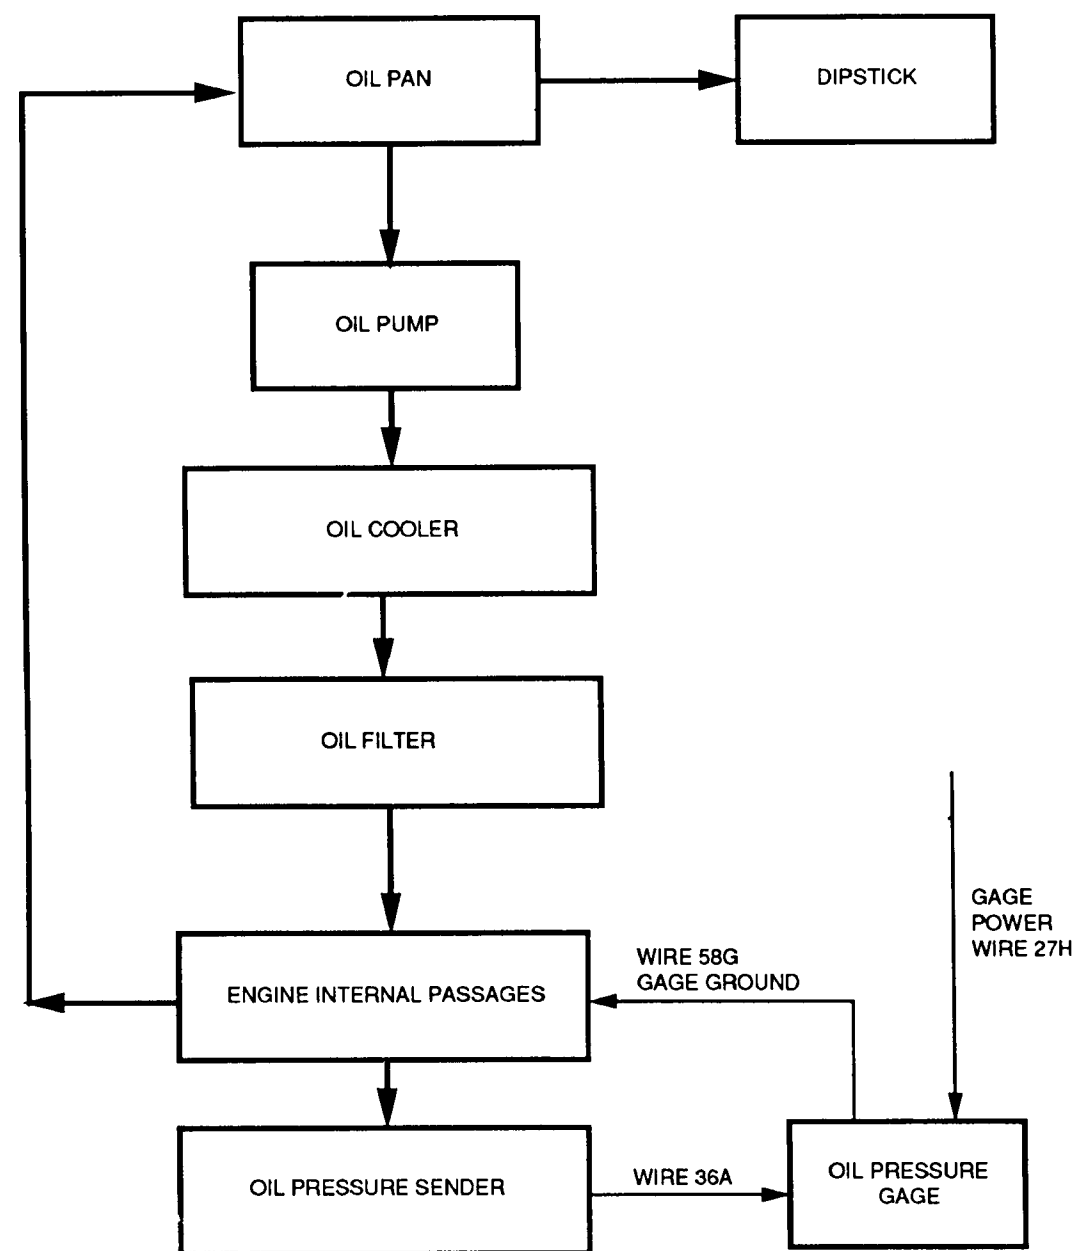 OIL PAN
DIPSTICK
OIL PUMP
OIL COOLER
OIL FILTER
GAGE
POWER
WIRE 27H
WIRE 58G
GAGE GROUND
ENGINE INTERNAL PASSAGES
OIL PRESSURE SENDER
WIRE 36A
OIL PRESSURE
GAGE